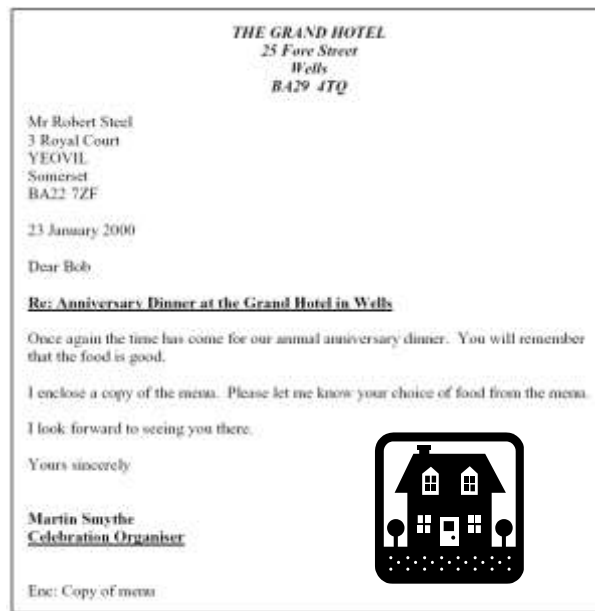 THE GRAND HOTEL
25 Fore Street
Wells
BA29 4TQ
Mr Robert Steel
3 Royal Court
YEOVIL
Somerset
BA22 7ZF
23 January 2000
Dear Bob
Re: Anniversary Dinner at the Grand Hotel in Wells
Once again the time has come for our annual anniversary dinner. You will remember
that the food is good.
I enclose a copy of the menu. Please let me know your choice of food from the menu.
I look forward to seeing you there.
Yours sincerely
Martin Smythe
Celebration Organiser
Enc: Copy of menu